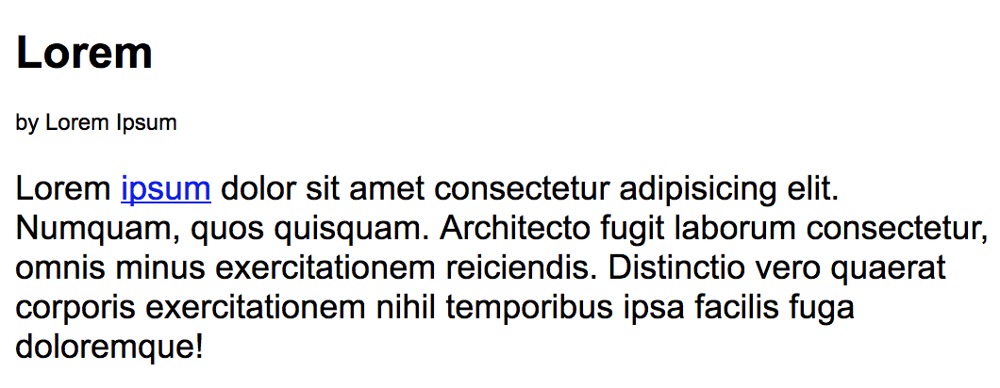 Lorem
by Lorem Ipsum
Lorem ipsum dolor sit amet consectetur adipisicing elit.
Numquam, quos quisquam. Architecto fugit laborum consectetur,
omnis minus exercitationem reiciendis. Distinctio vero quaerat
corporis exercitationem nihil temporibus ipsa facilis fuga
doloremque!